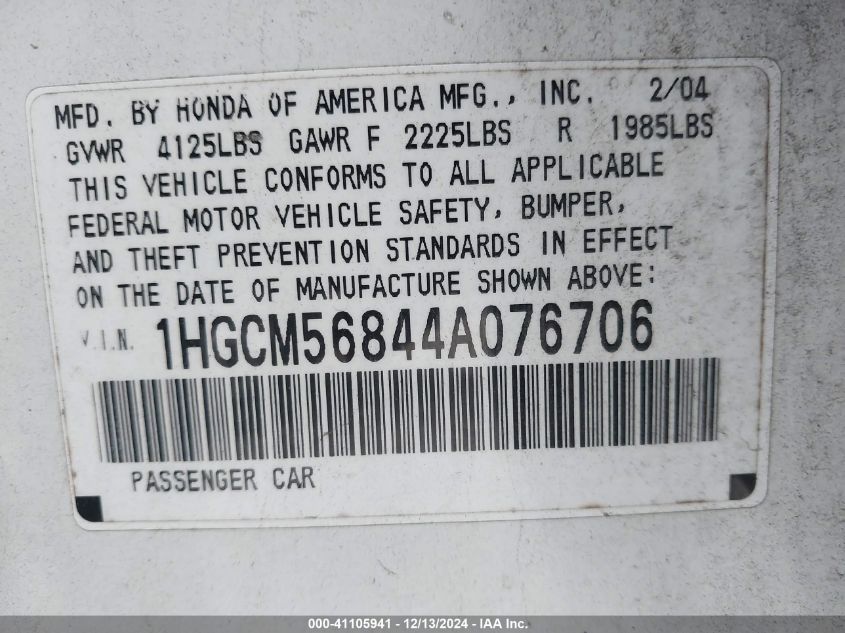 MFD. BY HONDA OF AMERICA MFG., INC. 2/04
GVWR 4125LBS GAWR F 2225LBS R 1985LBS
THIS VEHICLE CONFORMS TO ALL APPLICABLE
FEDERAL MOTOR VEHICLE SAFETY, BUMPER,
AND THEFT PREVENTION STANDARDS IN EFFECT
ON THE DATE OF MANUFACTURE SHOWN ABOVE:
V.I.N. 1HGCM56844A076706
PASSENGER CAR
000-41105941 - 12/13/2024 - IAA Inc.